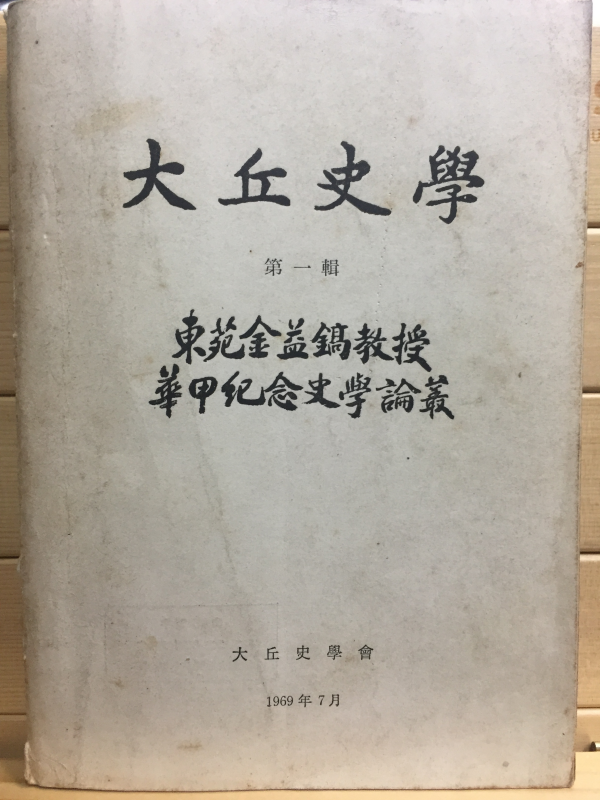 大丘史學
第一輯
東苑金益鎬教授
華甲紀念史學論叢
大丘史學會
1969年7月